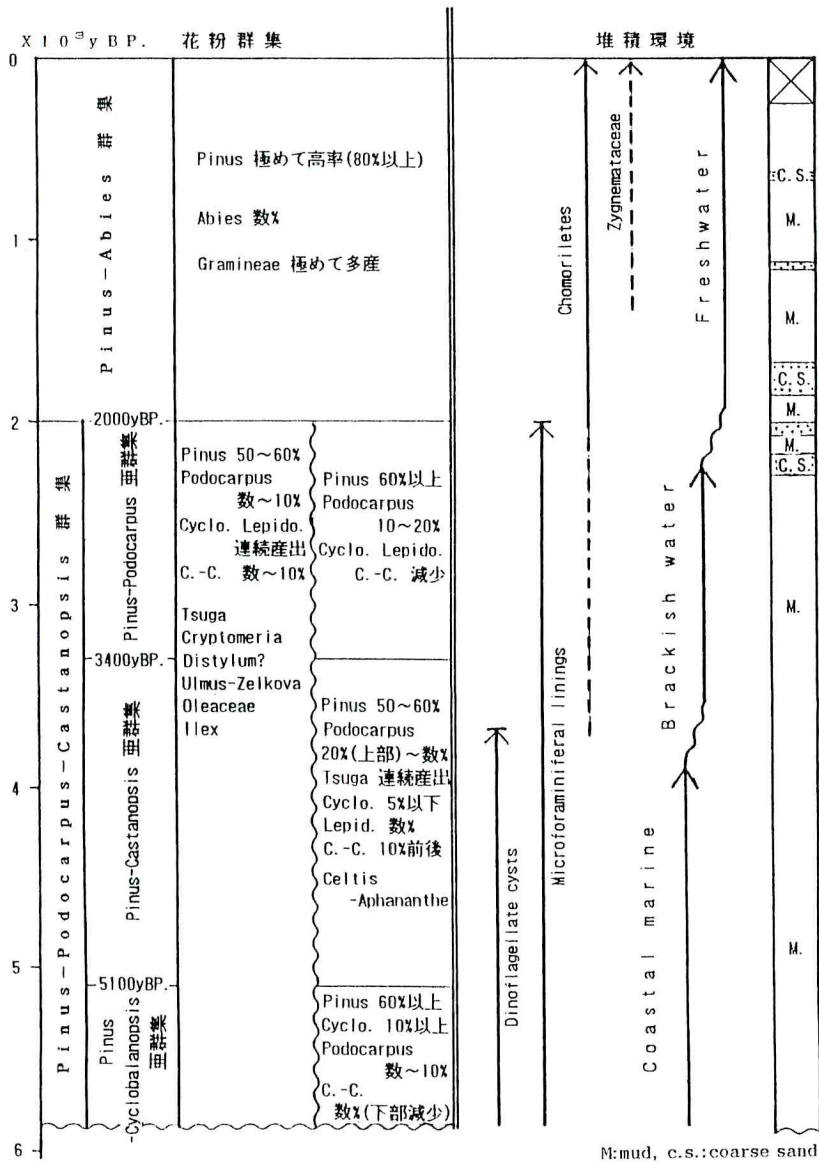 X10³yBP.
花粉群集
堆積環境
0
1
2
3
4
5
6
Pinus-Abies 群集
Pinus 極めて高率(80%以上)
Abies 数%
Gramineae 極めて多産
Pinus-Podocarpus-Castanopsis 群集
2000yBP.
Pinus-Podocarpus 亜群集
3400yBP.
Pinus-Castanopsis 亜群集
5100yBP.
Pinus
-Cyclobalanopsis
亜群集
Pinus 50~60%
Podocarpus
数~10%
Cyclo. Lepido.
連続産出
C.-C. 数~10%
Tsuga
Cryptomeria
Distylum?
Ulmus-Zelkova
Oleaceae
Ilex
Pinus 60%以上
Podocarpus
10~20%
Cyclo. Lepido.
C.-C. 減少
Pinus 50~60%
Podocarpus
20%(上部)~数%
Tsuga 連続産出
Cyclo. 5%以下
Lepid. 数%
C.-C. 10%前後
Celtis
-Aphananthe
Pinus 60%以上
Cyclo. 10%以上
Podocarpus
数~10%
C.-C.
数%(下部減少)
Dinoflagellate cysts
Microforaminiferal linings
Chomoriletes
Zygnemataceae
Coastal marine
Brackish water
Freshwater
C.S.
M.
M.
C.S.
M.
M.
C.S.
M.
M.
M:mud, c.s.:coarse sand